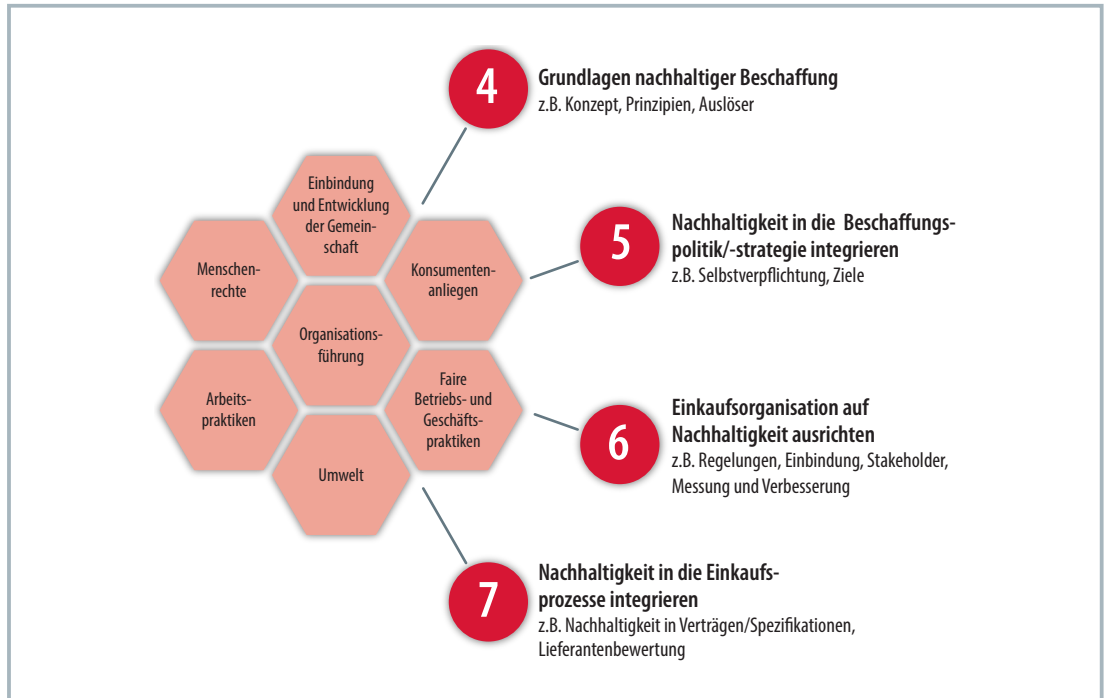 4
Grundlagen nachhaltiger Beschaffung
z.B. Konzept, Prinzipien, Auslöser
Einbindung
und Entwicklung
der Gemein-
schaft
Menschen-
rechte
Konsumenten-
anliegen
Organisations-
führung
Arbeits-
praktiken
Faire
Betriebs- und
Geschäfts-
praktiken
Umwelt
5
Nachhaltigkeit in die Beschaffungs-
politik/-strategie integrieren
z.B. Selbstverpflichtung, Ziele
6
Einkaufsorganisation auf
Nachhaltigkeit ausrichten
z.B. Regelungen, Einbindung, Stakeholder,
Messung und Verbesserung
7
Nachhaltigkeit in die Einkaufs-
prozesse integrieren
z.B. Nachhaltigkeit in Verträgen/Spezifikationen,
Lieferantenbewertung